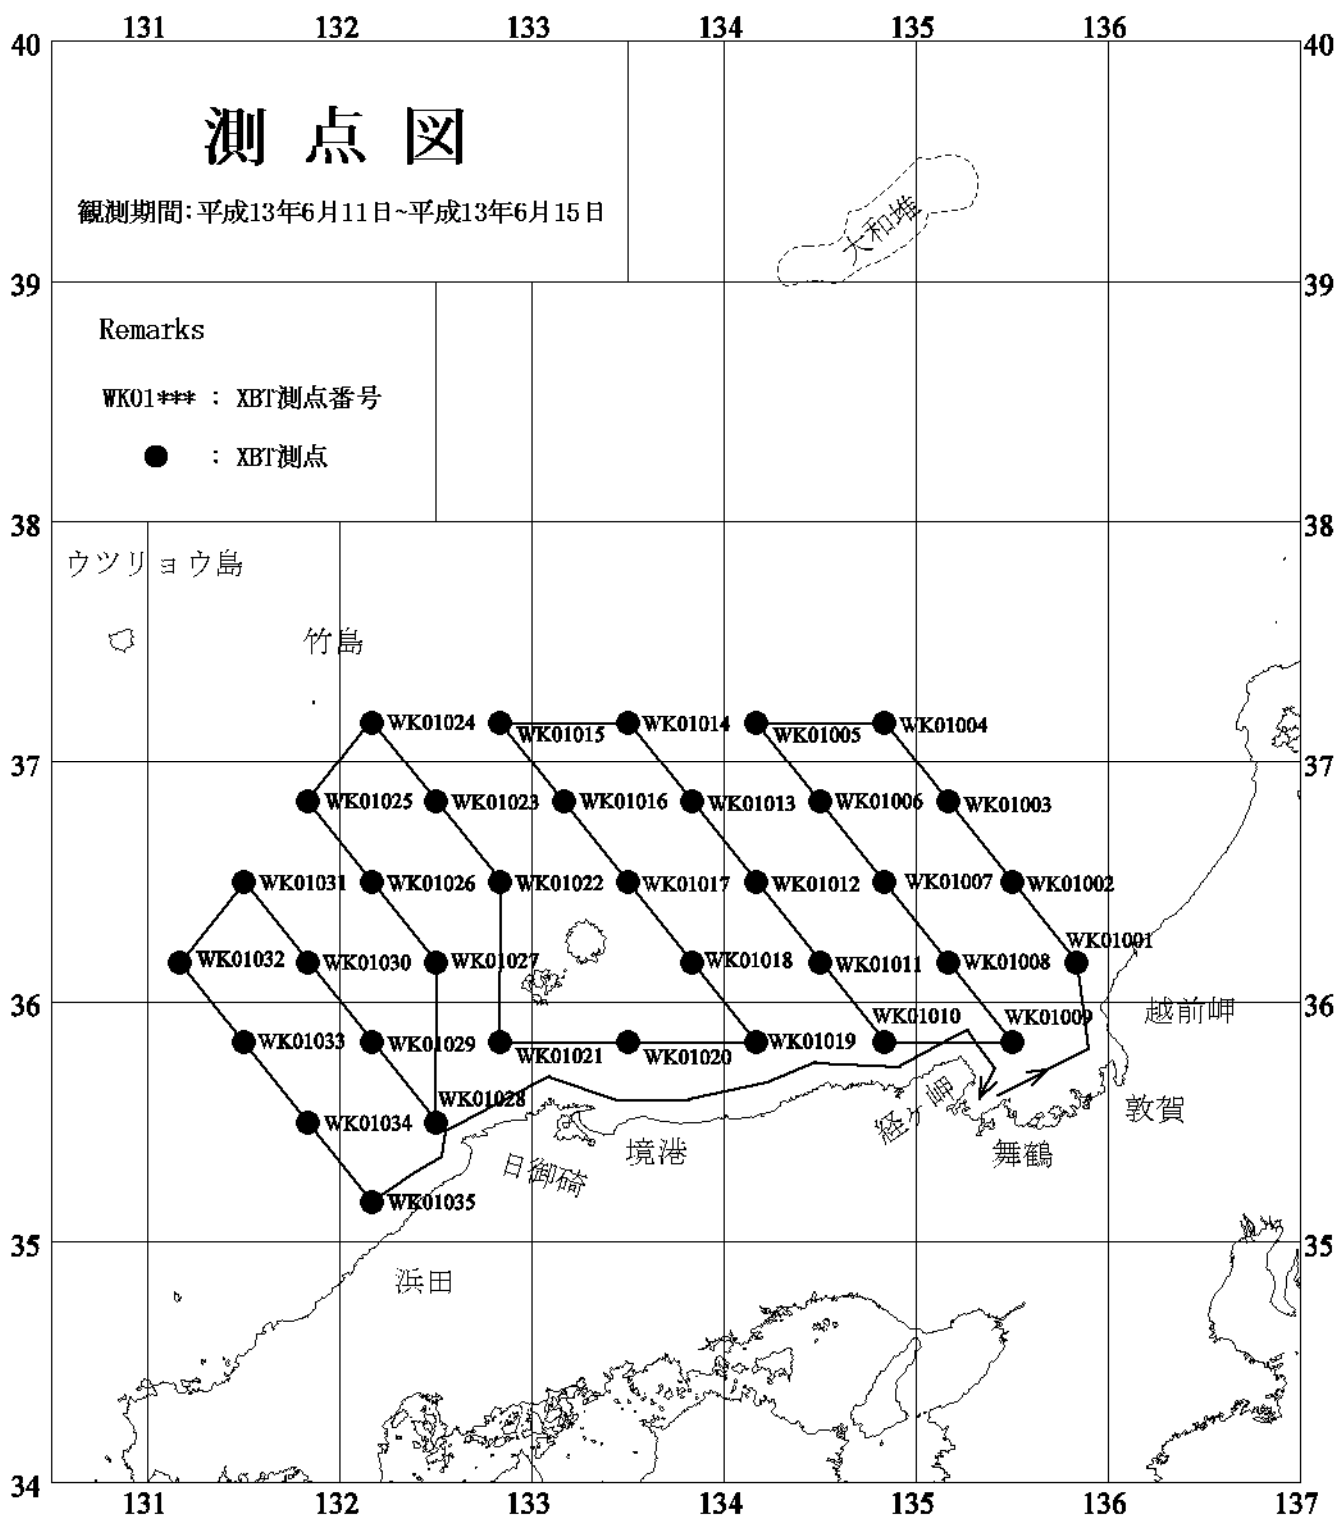 131 132 133 134 135 136
40 40
測点図
観測期間:平成13年6月11日~平成13年6月15日
大和堆
39 39
Remarks
WK01*** : XBT測点番号
● : XBT測点
38 38
ウツリョウ島
竹島
WK01024 WK01015 WK01014 WK01005 WK01004
37 37
WK01025 WK01023 WK01016 WK01013 WK01006 WK01003
WK01031 WK01026 WK01022 WK01017 WK01012 WK01007 WK01002
WK01001
WK01032 WK01030 WK01027 WK01018 WK01011 WK01008
36 36
越前岬
WK01010 WK01009
WK01033 WK01029 WK01021 WK01020 WK01019
WK01028
経ヶ岬
敦賀
WK01034
境港
舞鶴
日御碕
WK01035
35 35
浜田
34 34
131 132 133 134 135 136 137